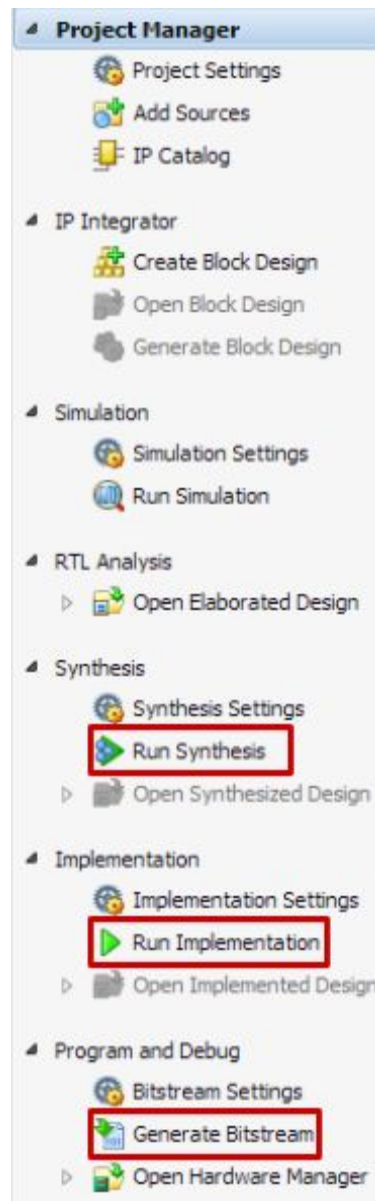 Project Manager
Project Settings
Add Sources
IP Catalog
IP Integrator
Create Block Design
Open Block Design
Generate Block Design
Simulation
Simulation Settings
Run Simulation
RTL Analysis
Open Elaborated Design
Synthesis
Synthesis Settings
Run Synthesis
Open Synthesized Design
Implementation
Implementation Settings
Run Implementation
Open Implemented Design
Program and Debug
Bitstream Settings
Generate Bitstream
Open Hardware Manager